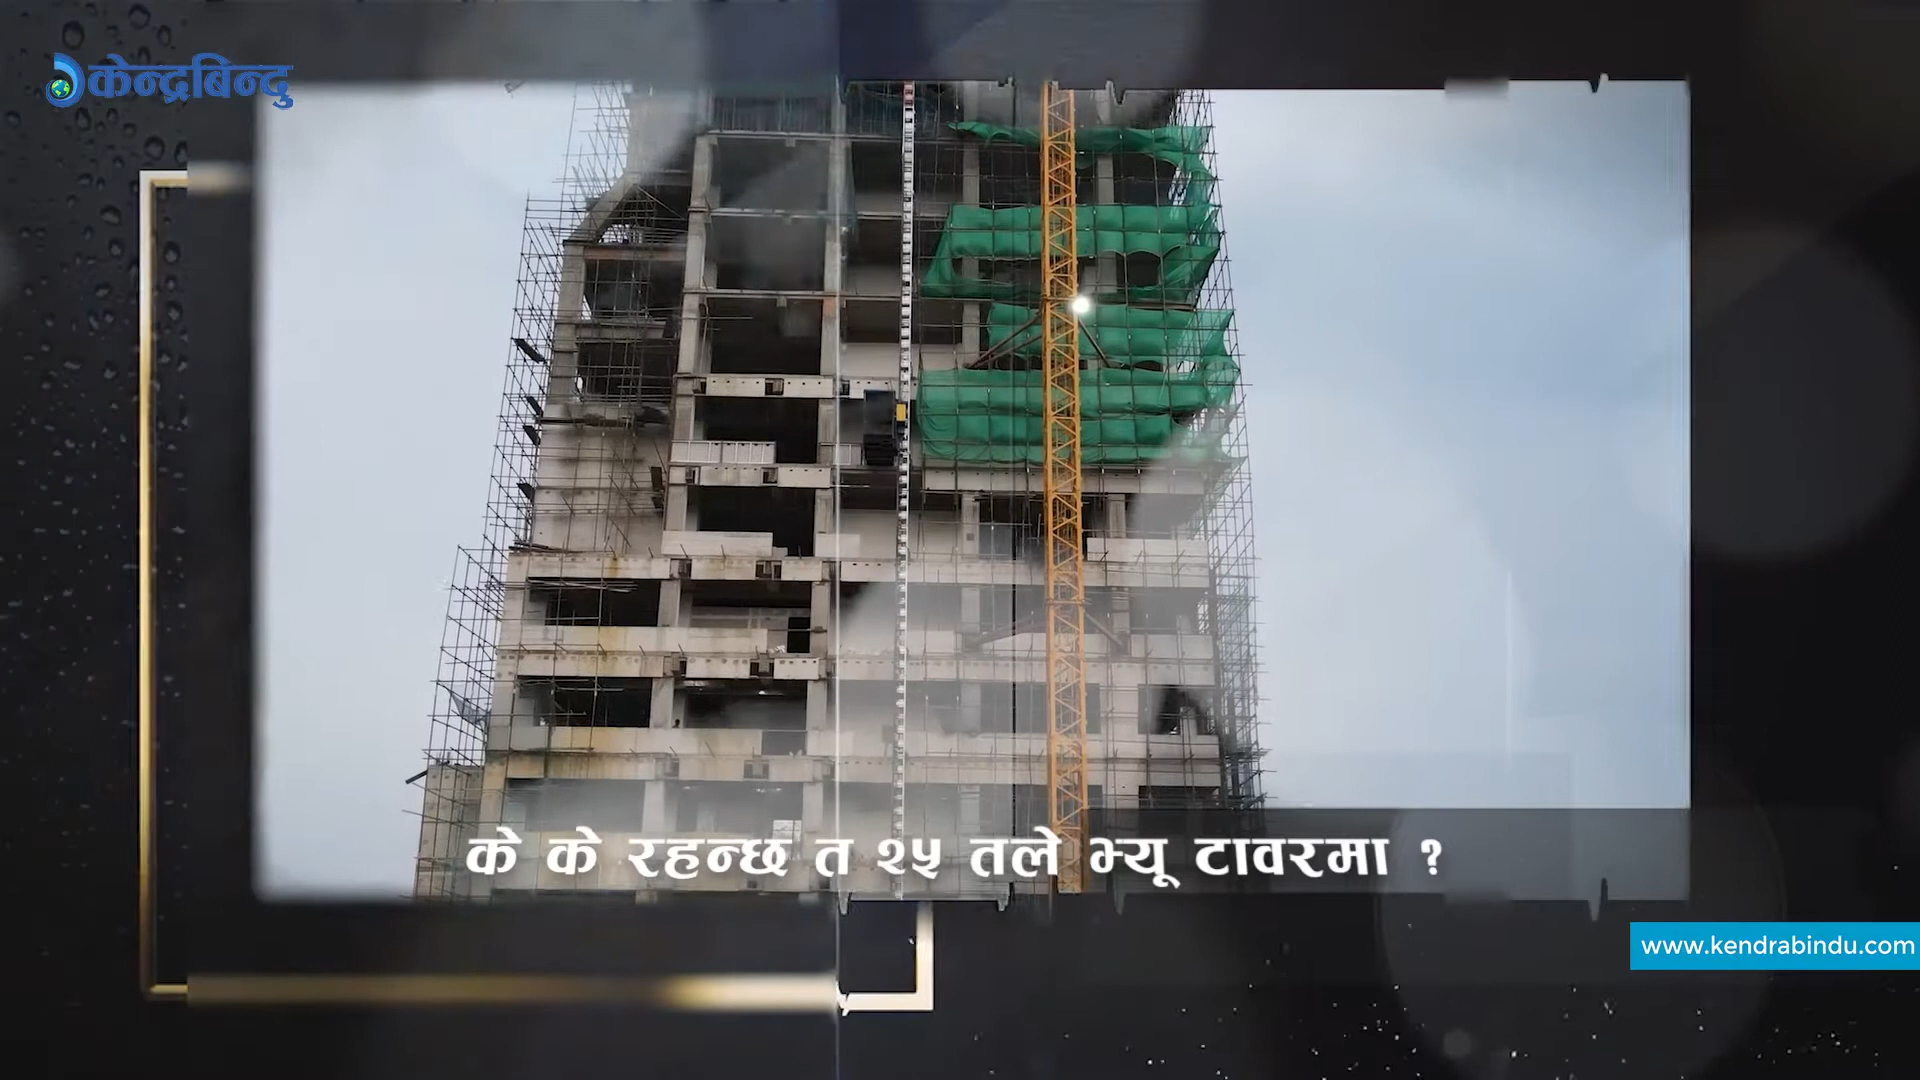 केन्द्रबिन्दु
के के रहन्छ त २५ तले भ्यू टावरमा ?
www.kendrabindu.com